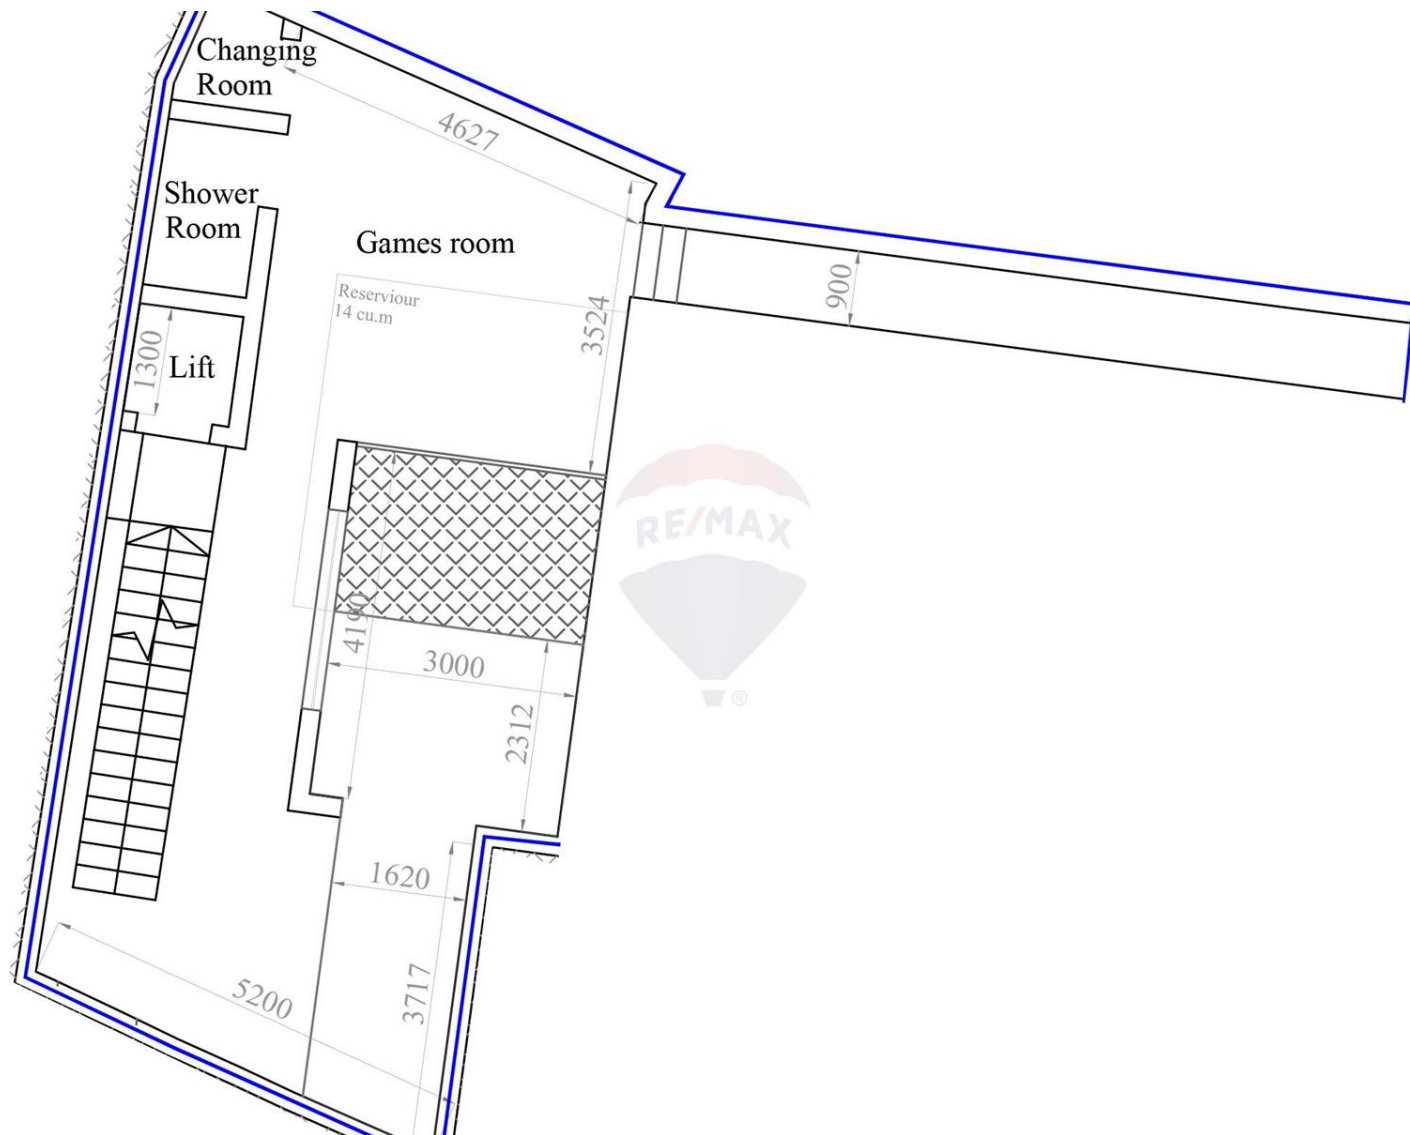 Changing
Room
4627
Shower
Room
Games room
900
Reserviour
14 cu.m
3524
1300
Lift
RE/MAX
®
4190
3000
2312
1620
3717
5200